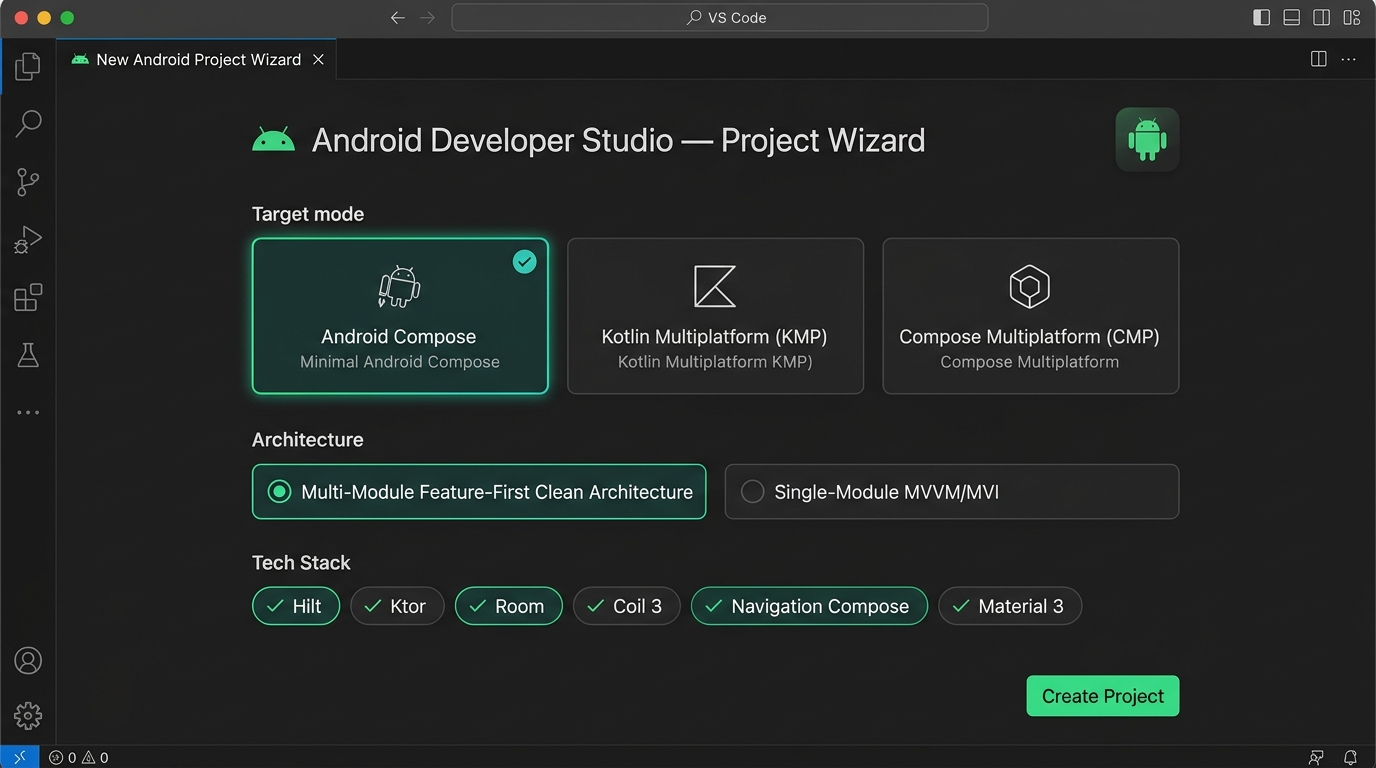 VS Code
New Android Project Wizard
Android Developer Studio — Project Wizard
Target mode
Android Compose
Minimal Android Compose
Kotlin Multiplatform (KMP)
Kotlin Multiplatform KMP)
Compose Multiplatform (CMP)
Compose Multiplatform
Architecture
Multi-Module Feature-First Clean Architecture
Single-Module MVVM/MVI
Tech Stack
Hilt
Ktor
Room
Coil 3
Navigation Compose
Material 3
Create Project
0 0